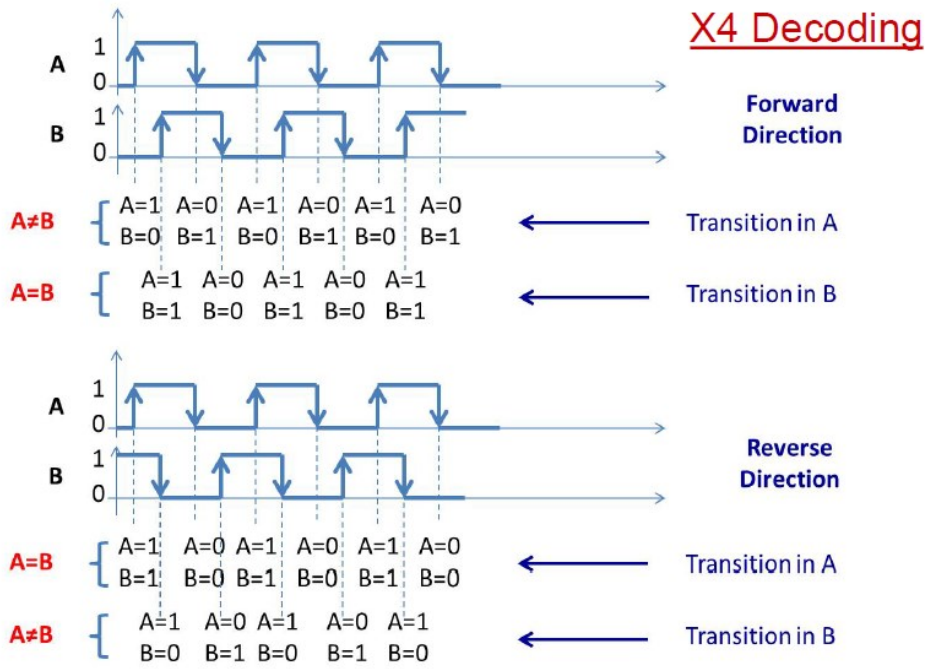 X4 Decoding
A 1
0
B 1
0
Forward
Direction
A≠B A=1 A=0 A=1 A=0 A=1 A=0
B=0 B=1 B=0 B=1 B=0 B=1
Transition in A
A=B A=1 A=0 A=1 A=0 A=1
B=1 B=0 B=1 B=0 B=1
Transition in B
A 1
0
B 1
0
Reverse
Direction
A=B A=1 A=0 A=1 A=0 A=1 A=0
B=1 B=0 B=1 B=0 B=1 B=0
Transition in A
A≠B A=1 A=0 A=1 A=0 A=1
B=0 B=1 B=0 B=1 B=0
Transition in B